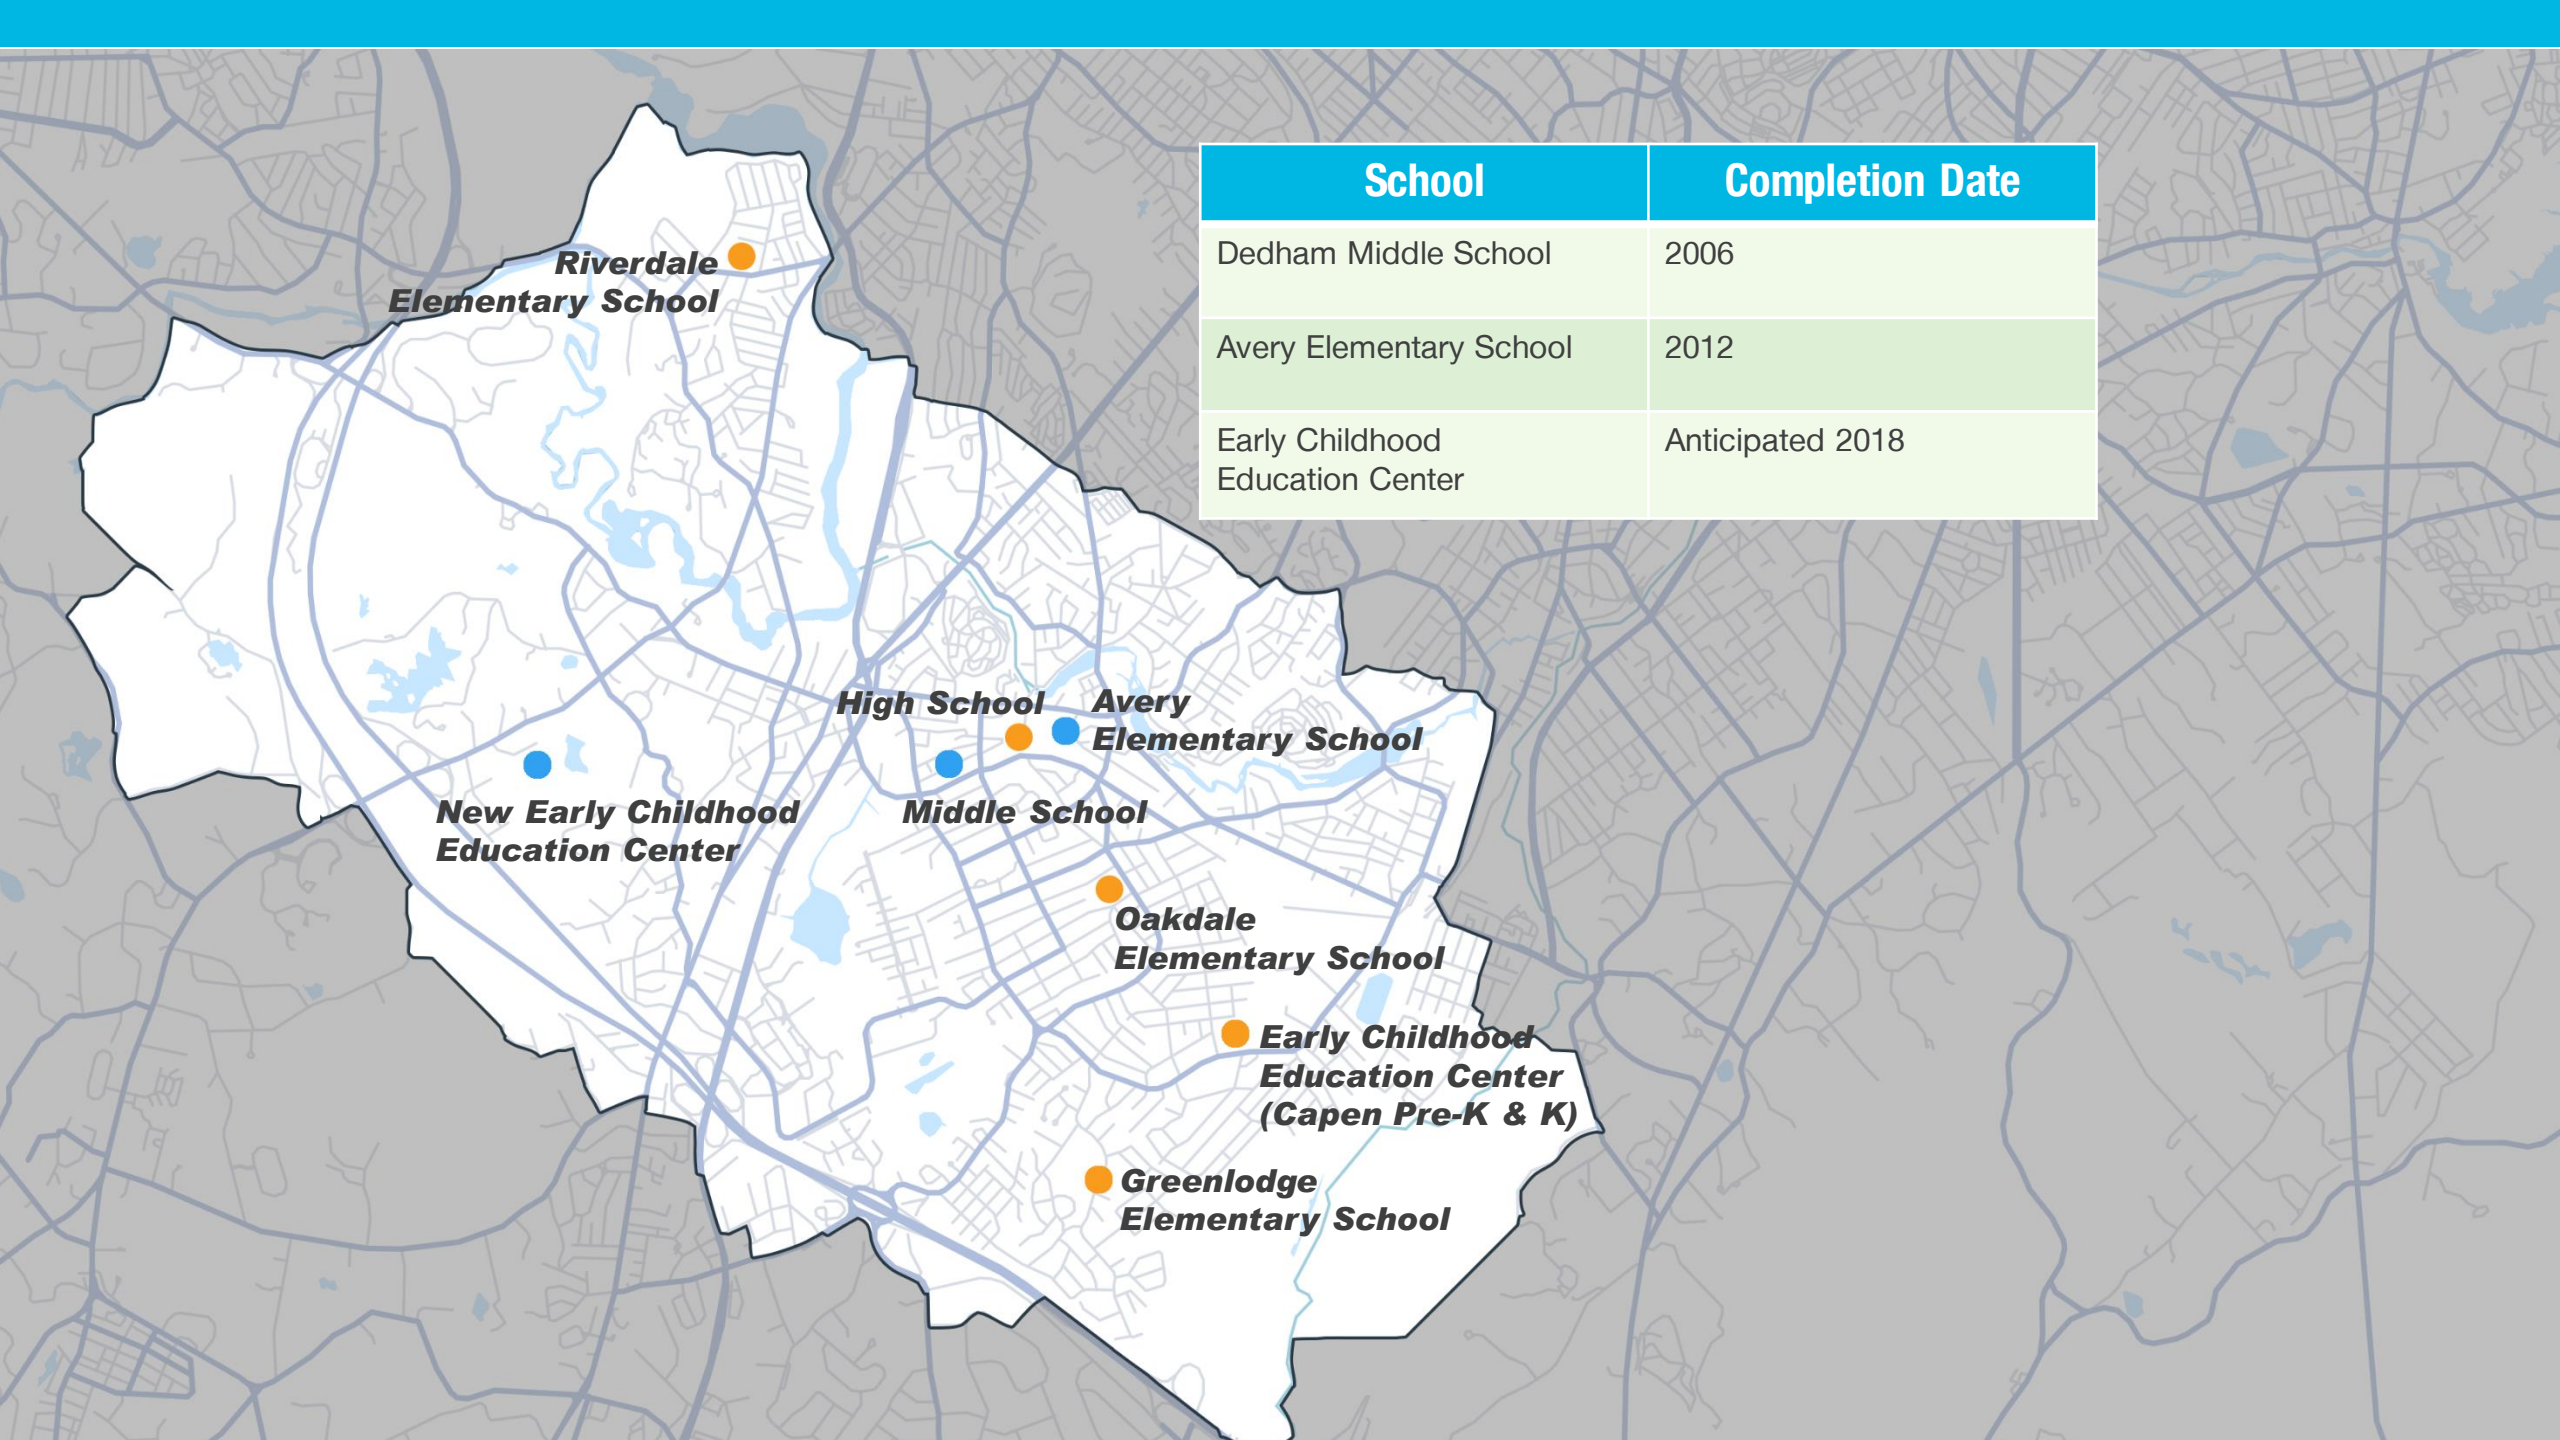 School Completion Date
Dedham Middle School 2006
Avery Elementary School 2012
Early Childhood Anticipated 2018
Education Center
Riverdale
Elementary School
High School
Avery
Elementary School
New Early Childhood
Education Center
Middle School
Oakdale
Elementary School
Early Childhood
Education Center
(Capen Pre-K & K)
Greenlodge
Elementary School